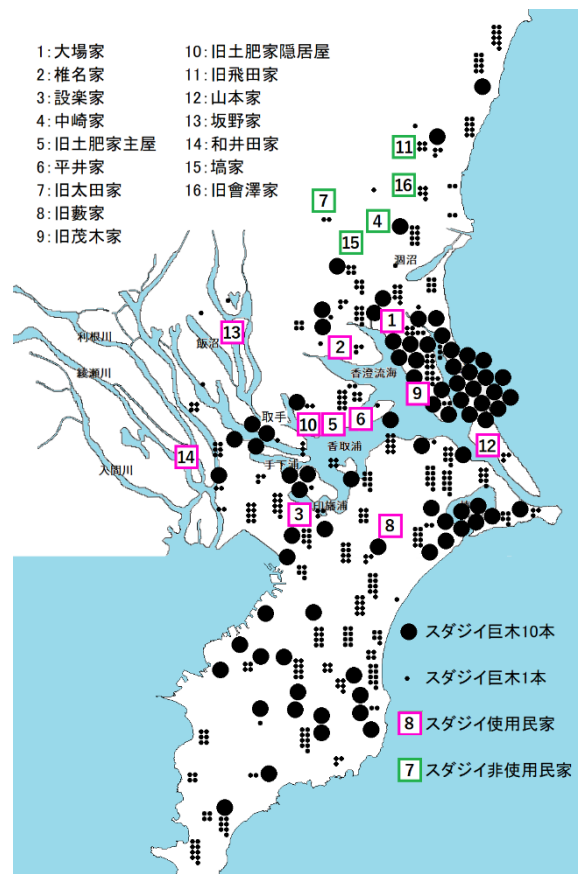 1:大場家
2:椎名家
3:設楽家
4:中崎家
5:旧土肥家主屋
6:平井家
7:旧太田家
8:旧藪家
9:旧茂木家
10:旧土肥家隠居屋
11:旧飛田家
12:山本家
13:坂野家
14:和井田家
15:塙家
16:旧會澤家
11
16
7
4
15
涸沼
1
2
13
利根川
飯沼
綾瀬川
香澄流海
9
取手
10
5
6
香取浦
12
14
入間川
手下浦
3
印旛浦
8
スダジイ巨木10本
スダジイ巨木1本
8
スダジイ使用民家
7
スダジイ非使用民家